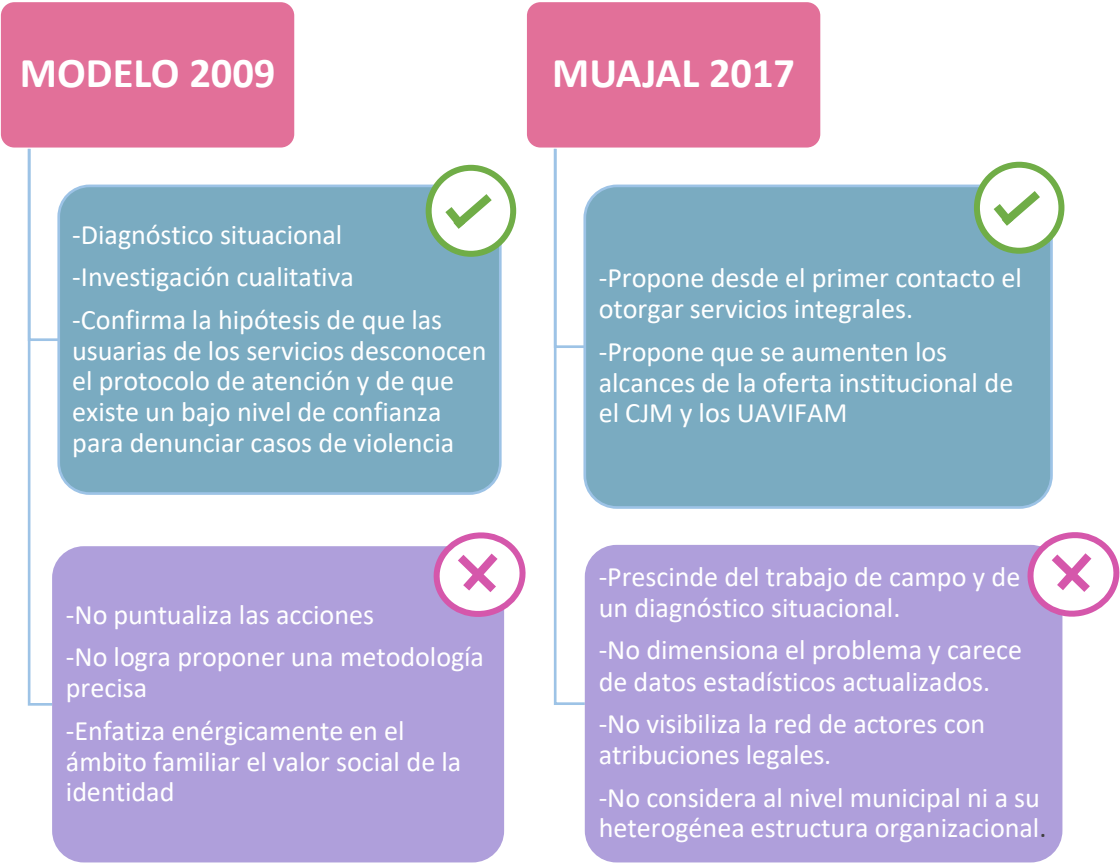 MODELO 2009
-Diagnóstico situacional
-Investigación cualitativa
-Confirma la hipótesis de que las
usuarias de los servicios desconocen
el protocolo de atención y de que
existe un bajo nivel de confianza
para denunciar casos de violencia
-No puntualiza las acciones
-No logra proponer una metodología
precisa
-Enfatiza enérgicamente en el
ámbito familiar el valor social de la
identidad
MUAJAL 2017
-Propone desde el primer contacto el
otorgar servicios integrales.
-Propone que se aumenten los
alcances de la oferta institucional de
el CJM y los UAVIFAM
-Prescinde del trabajo de campo y de
un diagnóstico situacional.
-No dimensiona el problema y carece
de datos estadísticos actualizados.
-No visibiliza la red de actores con
atribuciones legales.
-No considera al nivel municipal ni a su
heterogénea estructura organizacional.